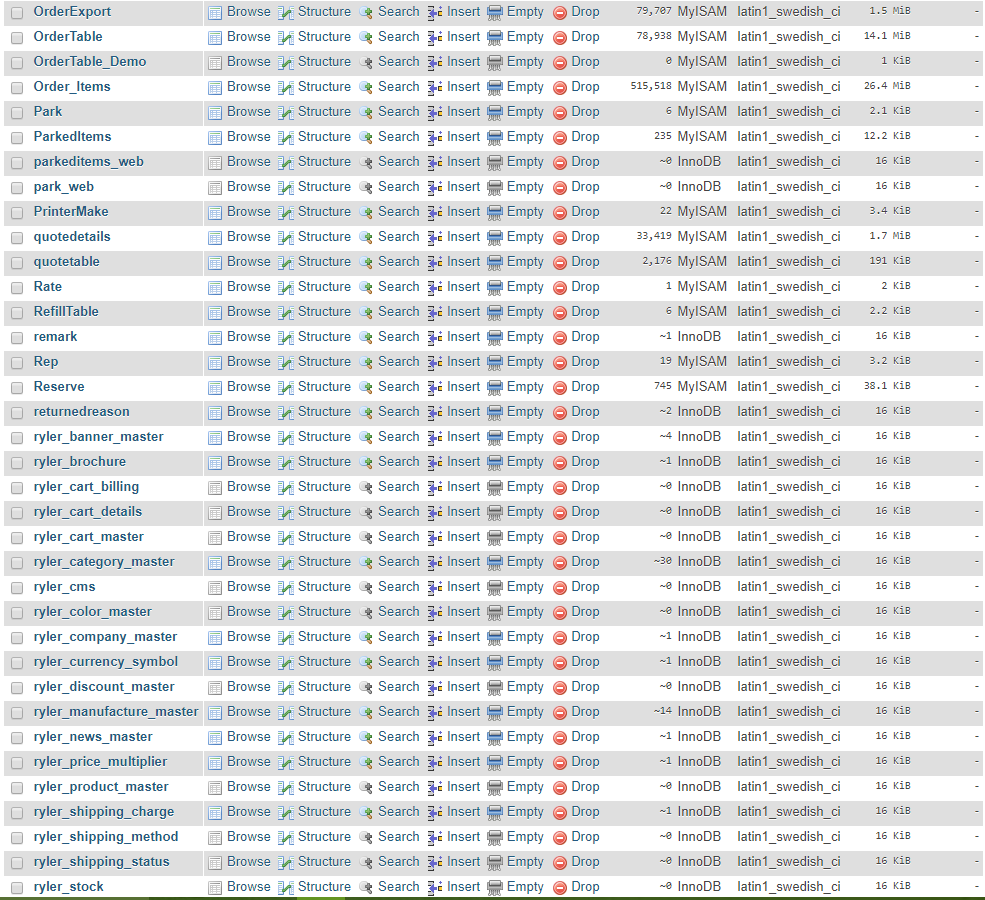 OrderExport Browse Structure Search Insert Empty Drop 79,707 MyISAM latin1_swedish_ci 1.5 MiB -
OrderTable Browse Structure Search Insert Empty Drop 78,938 MyISAM latin1_swedish_ci 14.1 MiB -
OrderTable_Demo Browse Structure Search Insert Empty Drop 0 MyISAM latin1_swedish_ci 1 KiB -
Order_Items Browse Structure Search Insert Empty Drop 515,518 MyISAM latin1_swedish_ci 26.4 MiB -
Park Browse Structure Search Insert Empty Drop 6 MyISAM latin1_swedish_ci 2.1 KiB -
ParkedItems Browse Structure Search Insert Empty Drop 235 MyISAM latin1_swedish_ci 12.2 KiB -
parkeditems_web Browse Structure Search Insert Empty Drop ~0 InnoDB latin1_swedish_ci 16 KiB -
park_web Browse Structure Search Insert Empty Drop ~0 InnoDB latin1_swedish_ci 16 KiB -
PrinterMake Browse Structure Search Insert Empty Drop 22 MyISAM latin1_swedish_ci 3.4 KiB -
quotedetails Browse Structure Search Insert Empty Drop 33,419 MyISAM latin1_swedish_ci 1.7 MiB -
quotetable Browse Structure Search Insert Empty Drop 2,176 MyISAM latin1_swedish_ci 191 KiB -
Rate Browse Structure Search Insert Empty Drop 1 MyISAM latin1_swedish_ci 2 KiB -
RefillTable Browse Structure Search Insert Empty Drop 6 MyISAM latin1_swedish_ci 2.2 KiB -
remark Browse Structure Search Insert Empty Drop ~1 InnoDB latin1_swedish_ci 16 KiB -
Rep Browse Structure Search Insert Empty Drop 19 MyISAM latin1_swedish_ci 3.2 KiB -
Reserve Browse Structure Search Insert Empty Drop 745 MyISAM latin1_swedish_ci 38.1 KiB -
returnedreason Browse Structure Search Insert Empty Drop ~2 InnoDB latin1_swedish_ci 16 KiB -
ryler_banner_master Browse Structure Search Insert Empty Drop ~4 InnoDB latin1_swedish_ci 16 KiB -
ryler_brochure Browse Structure Search Insert Empty Drop ~1 InnoDB latin1_swedish_ci 16 KiB -
ryler_cart_billing Browse Structure Search Insert Empty Drop ~0 InnoDB latin1_swedish_ci 16 KiB -
ryler_cart_details Browse Structure Search Insert Empty Drop ~0 InnoDB latin1_swedish_ci 16 KiB -
ryler_cart_master Browse Structure Search Insert Empty Drop ~0 InnoDB latin1_swedish_ci 16 KiB -
ryler_category_master Browse Structure Search Insert Empty Drop ~30 InnoDB latin1_swedish_ci 16 KiB -
ryler_cms Browse Structure Search Insert Empty Drop ~0 InnoDB latin1_swedish_ci 16 KiB -
ryler_color_master Browse Structure Search Insert Empty Drop ~0 InnoDB latin1_swedish_ci 16 KiB -
ryler_company_master Browse Structure Search Insert Empty Drop ~1 InnoDB latin1_swedish_ci 16 KiB -
ryler_currency_symbol Browse Structure Search Insert Empty Drop ~1 InnoDB latin1_swedish_ci 16 KiB -
ryler_discount_master Browse Structure Search Insert Empty Drop ~0 InnoDB latin1_swedish_ci 16 KiB -
ryler_manufacture_master Browse Structure Search Insert Empty Drop ~14 InnoDB latin1_swedish_ci 16 KiB -
ryler_news_master Browse Structure Search Insert Empty Drop ~1 InnoDB latin1_swedish_ci 16 KiB -
ryler_price_multiplier Browse Structure Search Insert Empty Drop ~1 InnoDB latin1_swedish_ci 16 KiB -
ryler_product_master Browse Structure Search Insert Empty Drop ~0 InnoDB latin1_swedish_ci 16 KiB -
ryler_shipping_charge Browse Structure Search Insert Empty Drop ~1 InnoDB latin1_swedish_ci 16 KiB -
ryler_shipping_method Browse Structure Search Insert Empty Drop ~0 InnoDB latin1_swedish_ci 16 KiB -
ryler_shipping_status Browse Structure Search Insert Empty Drop ~0 InnoDB latin1_swedish_ci 16 KiB -
ryler_stock Browse Structure Search Insert Empty Drop ~0 InnoDB latin1_swedish_ci 16 KiB -